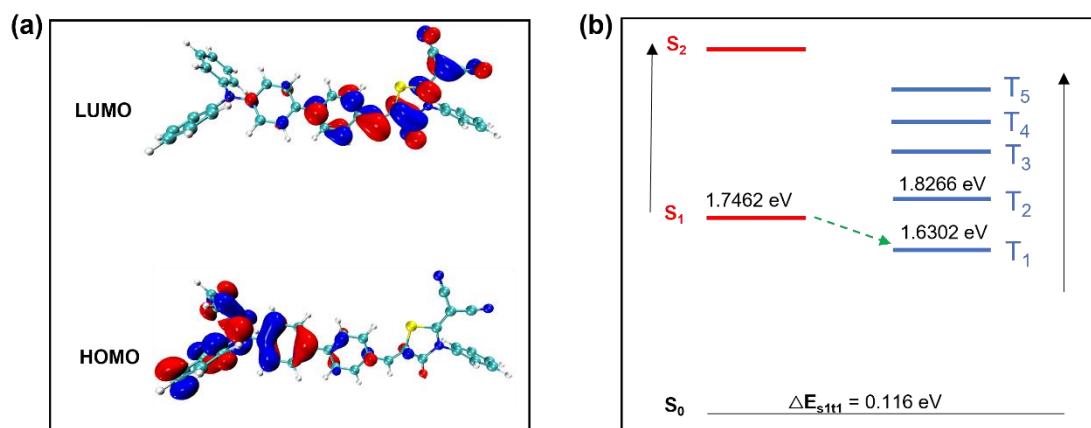 (a)
LUMO
HOMO
(b)
S₂
T₅
T₄
T₃
1.8266 eV
T₂
1.7462 eV
S₁
1.6302 eV
T₁
△Eₛ₁ₜ₁ = 0.116 eV
S₀